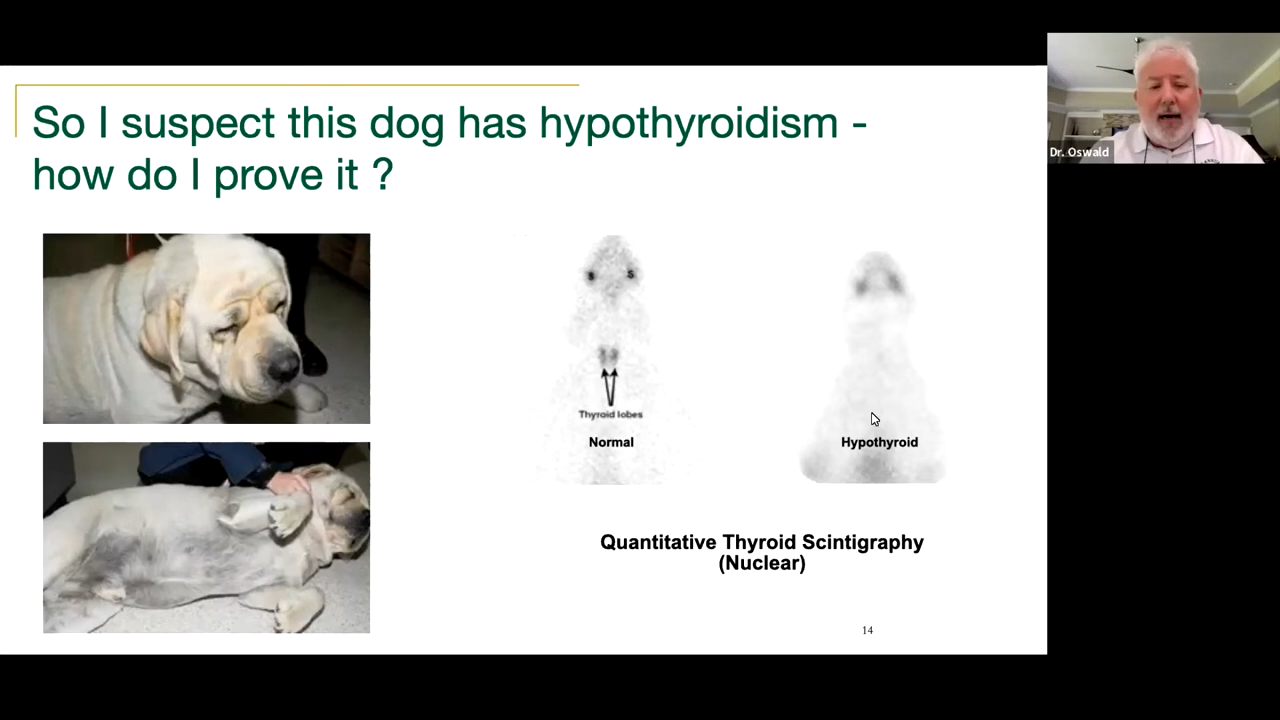 So I suspect this dog has hypothyroidism -
how do I prove it ?
Dr. Oswald
S
S
Thyroid lobes
Normal
Hypothyroid
Quantitative Thyroid Scintigraphy
(Nuclear)
14